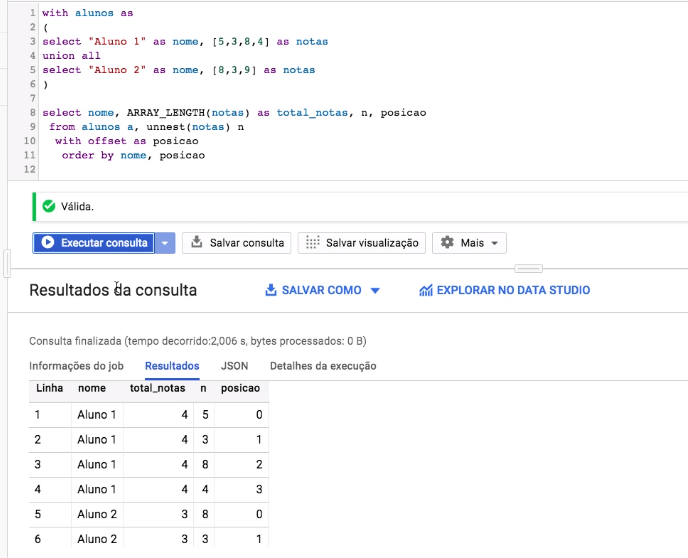 1 with alunos as
2 (
3 select "Aluno 1" as nome, [5,3,8,4] as notas
4 union all
5 select "Aluno 2" as nome, [8,3,9] as notas
6 )
7
8 select nome, ARRAY_LENGTH(notas) as total_notas, n, posicao
9 from alunos a, unnest(notas) n
10 with offset as posicao
11 order by nome, posicao
12
Válida.
Executar consulta Salvar consulta Salvar visualização Mais
Resultados da consulta SALVAR COMO EXPLORAR NO DATA STUDIO
Consulta finalizada (tempo decorrido:2,006 s, bytes processados: 0 B)
Informações do job Resultados JSON Detalhes da execução
Linha nome total_notas n posicao
1 Aluno 1 4 5 0
2 Aluno 1 4 3 1
3 Aluno 1 4 8 2
4 Aluno 1 4 4 3
5 Aluno 2 3 8 0
6 Aluno 2 3 3 1